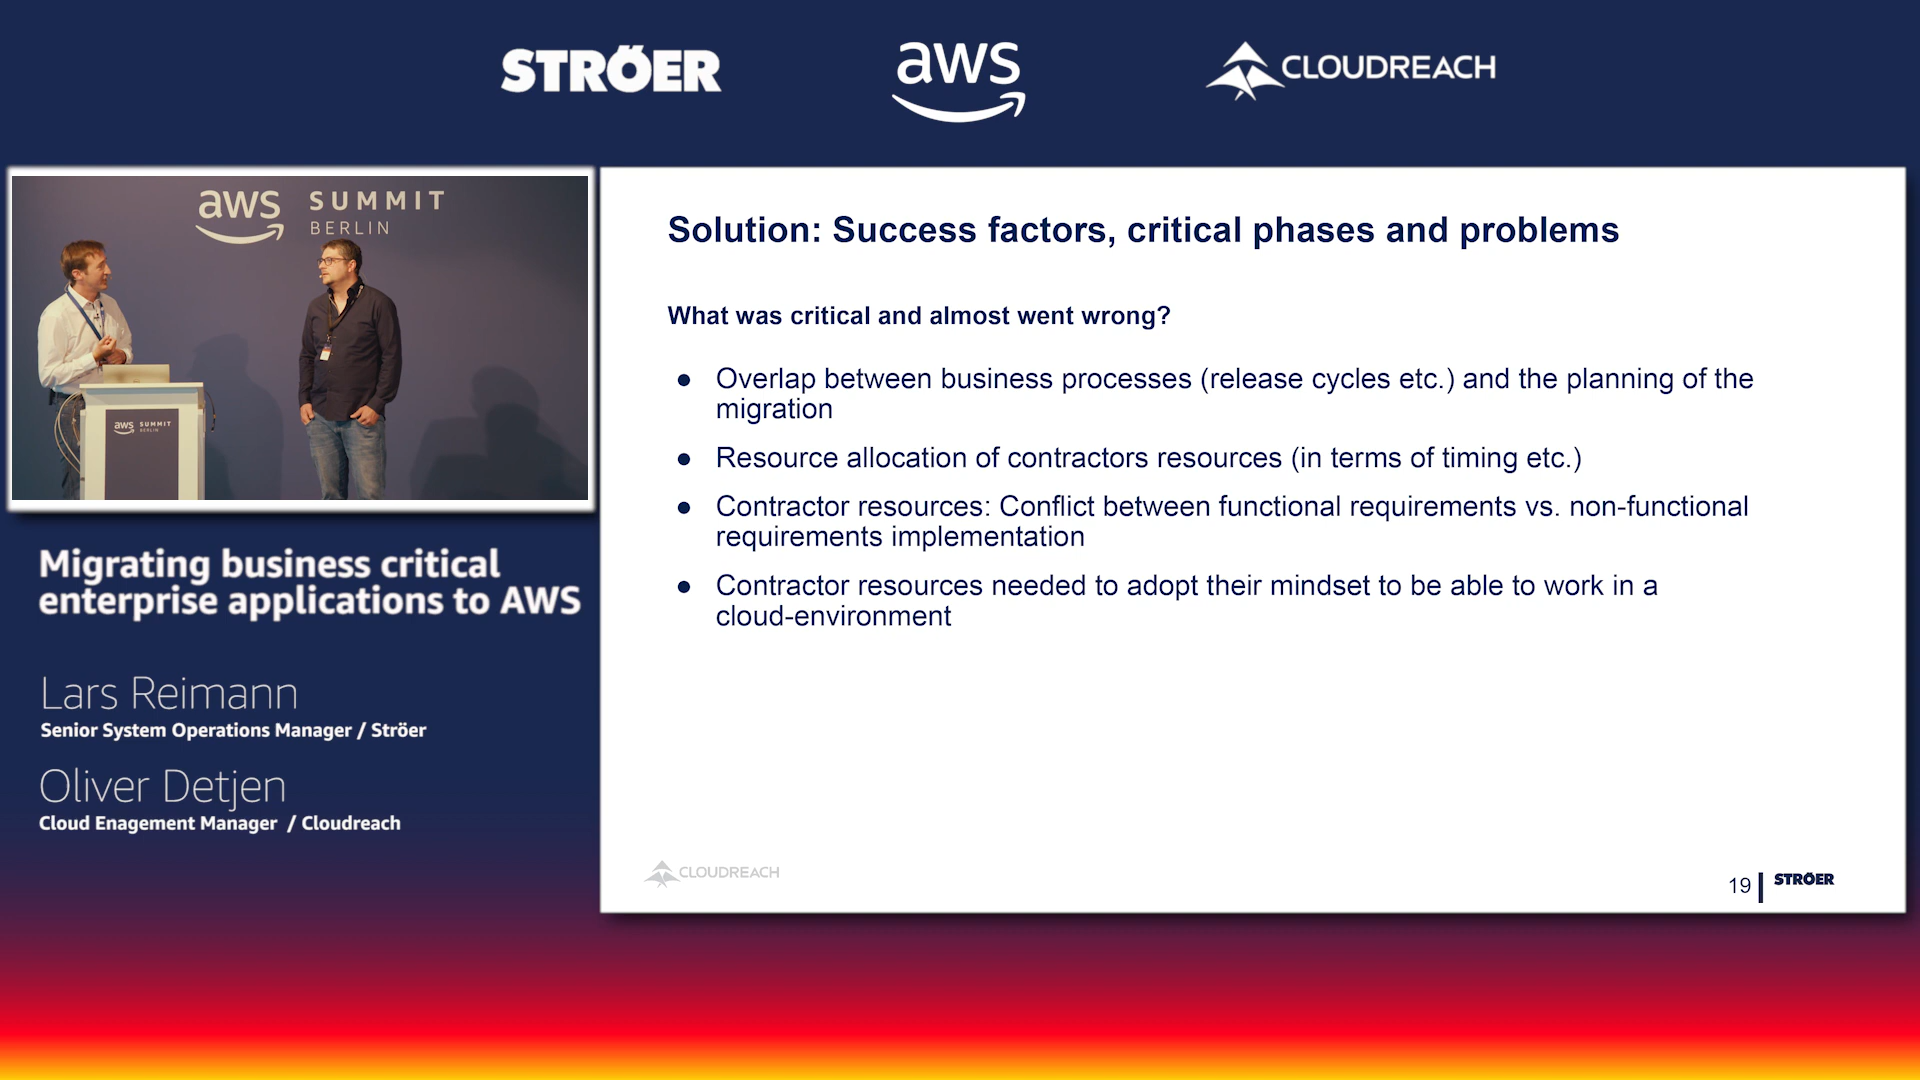 STRÖER
aws
CLOUDREACH
aws SUMMIT
BERLIN
aws SUMMIT
BERLIN
Migrating business critical
enterprise applications to AWS
Lars Reimann
Senior System Operations Manager / Ströer
Oliver Detjen
Cloud Enagement Manager / Cloudreach
Solution: Success factors, critical phases and problems
What was critical and almost went wrong?
● Overlap between business processes (release cycles etc.) and the planning of the
migration
● Resource allocation of contractors resources (in terms of timing etc.)
● Contractor resources: Conflict between functional requirements vs. non-functional
requirements implementation
● Contractor resources needed to adopt their mindset to be able to work in a
cloud-environment
CLOUDREACH
19 STRÖER